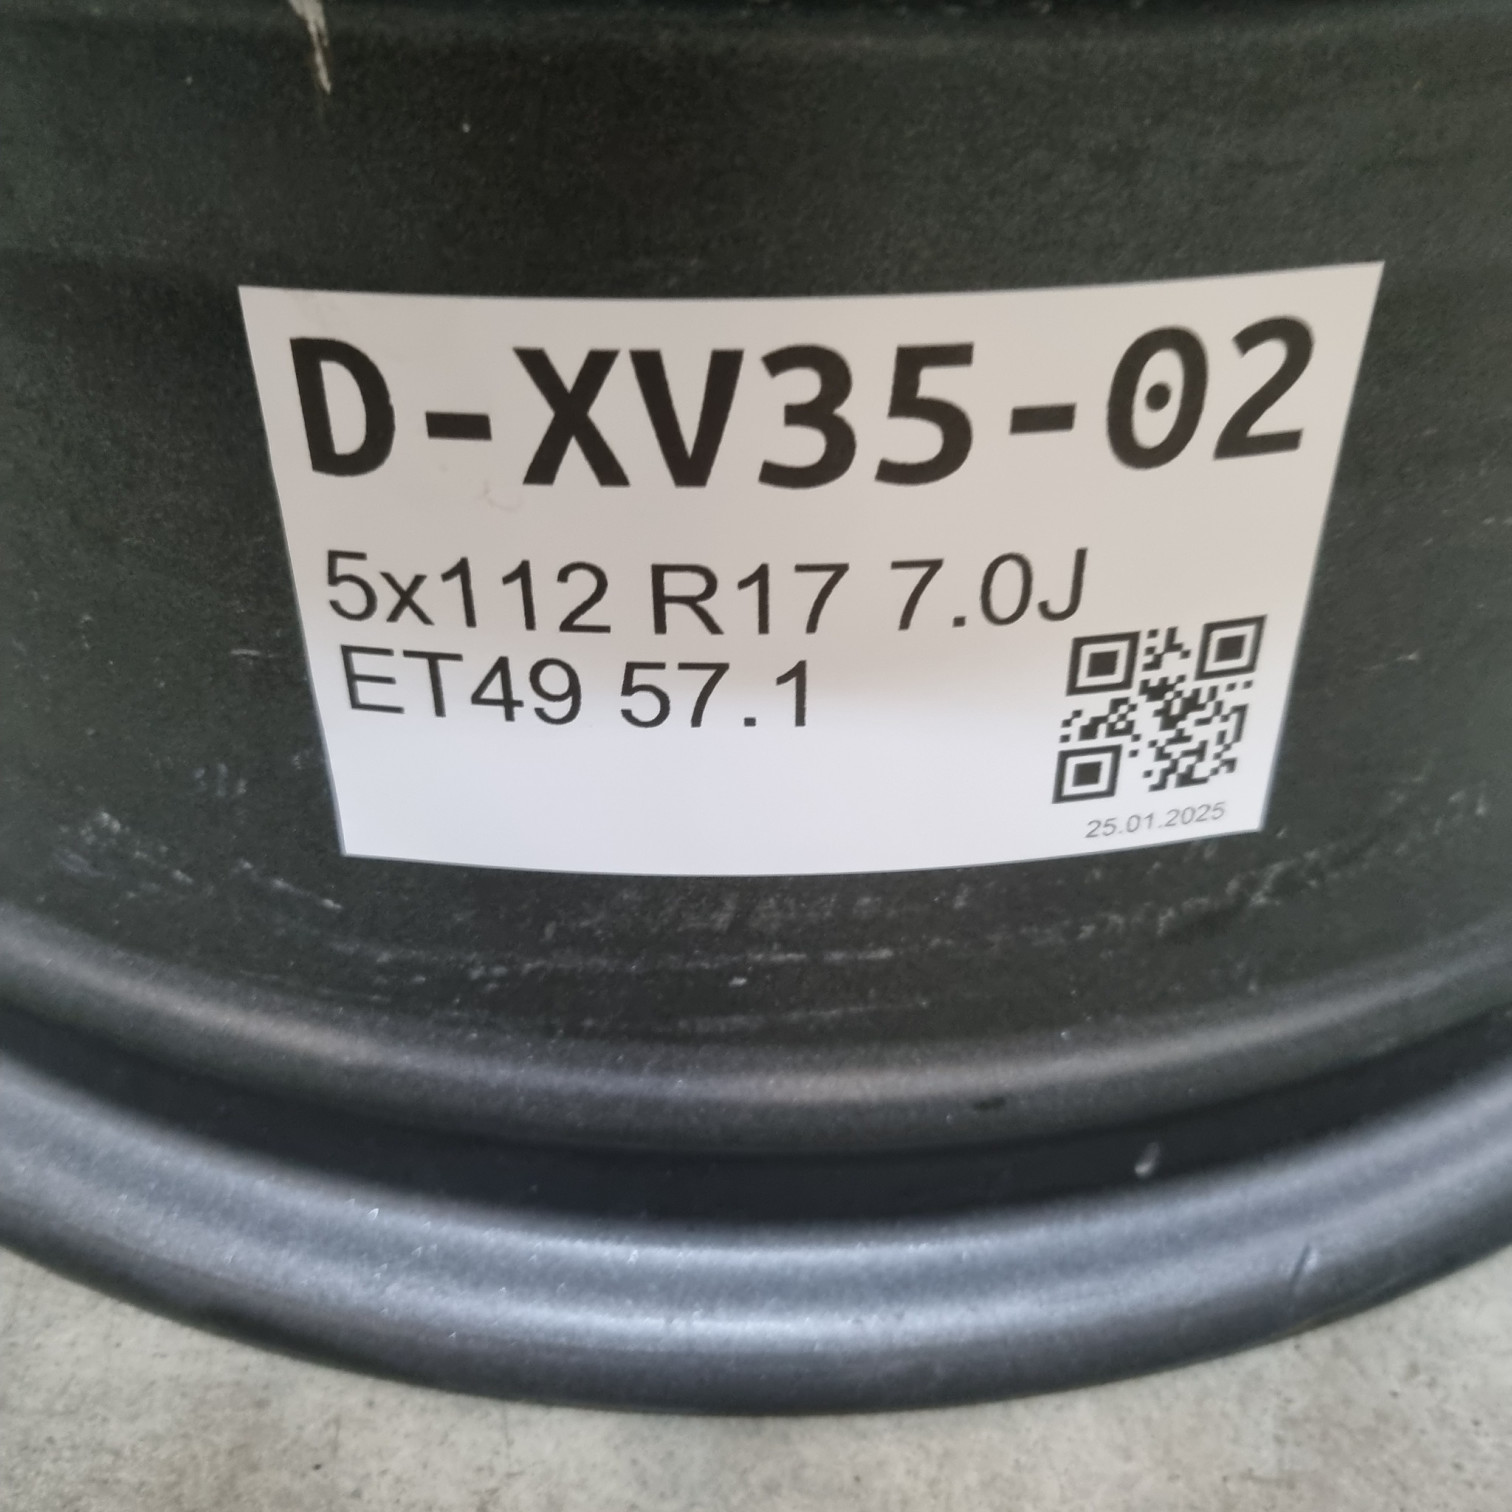 D-XV35-02
5x112 R17 7.0J
ET49 57.1
25.01.2025